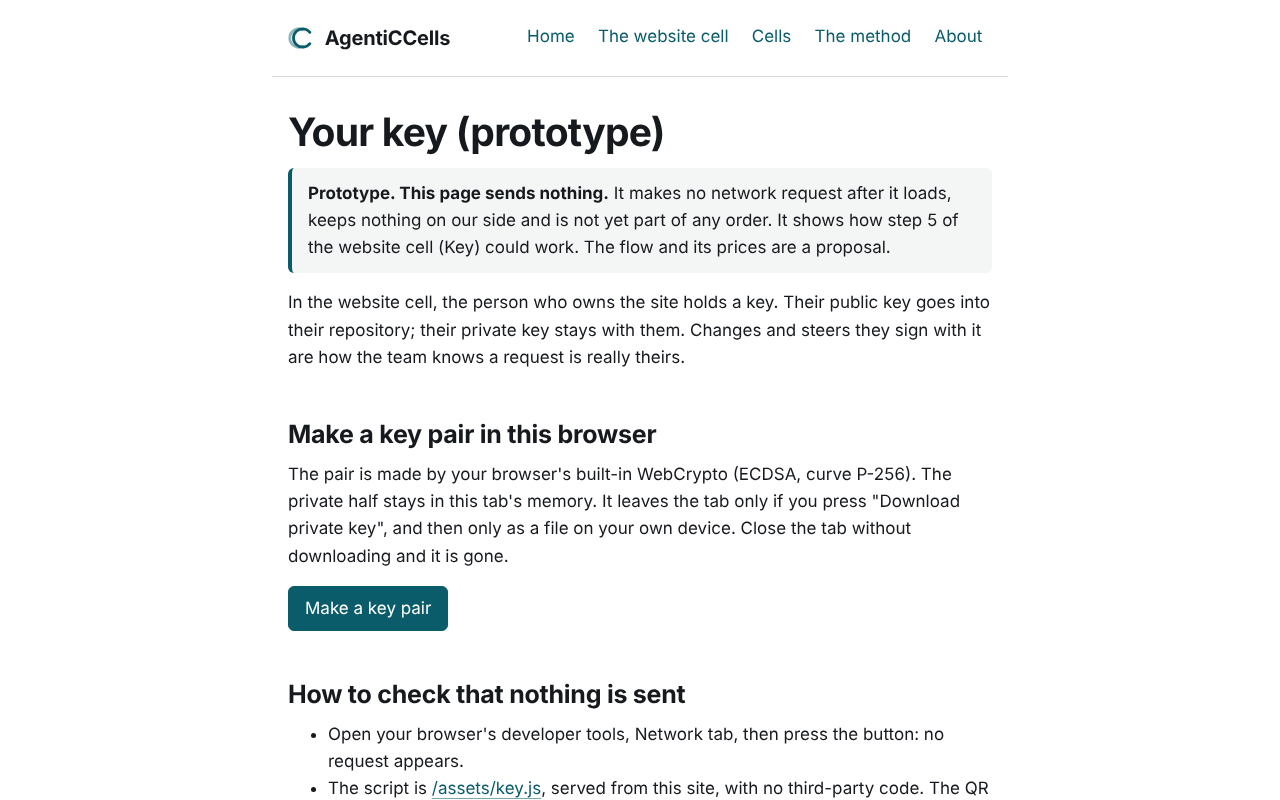 AgentiCCells
Home
The website cell
Cells
The method
About
Your key (prototype)
Prototype. This page sends nothing. It makes no network request after it loads,
keeps nothing on our side and is not yet part of any order. It shows how step 5 of
the website cell (Key) could work. The flow and its prices are a proposal.
In the website cell, the person who owns the site holds a key. Their public key goes into
their repository; their private key stays with them. Changes and steers they sign with it
are how the team knows a request is really theirs.
Make a key pair in this browser
The pair is made by your browser's built-in WebCrypto (ECDSA, curve P-256). The
private half stays in this tab's memory. It leaves the tab only if you press "Download
private key", and then only as a file on your own device. Close the tab without
downloading and it is gone.
Make a key pair
How to check that nothing is sent
• Open your browser's developer tools, Network tab, then press the button: no
request appears.
• The script is /assets/key.js, served from this site, with no third-party code. The QR